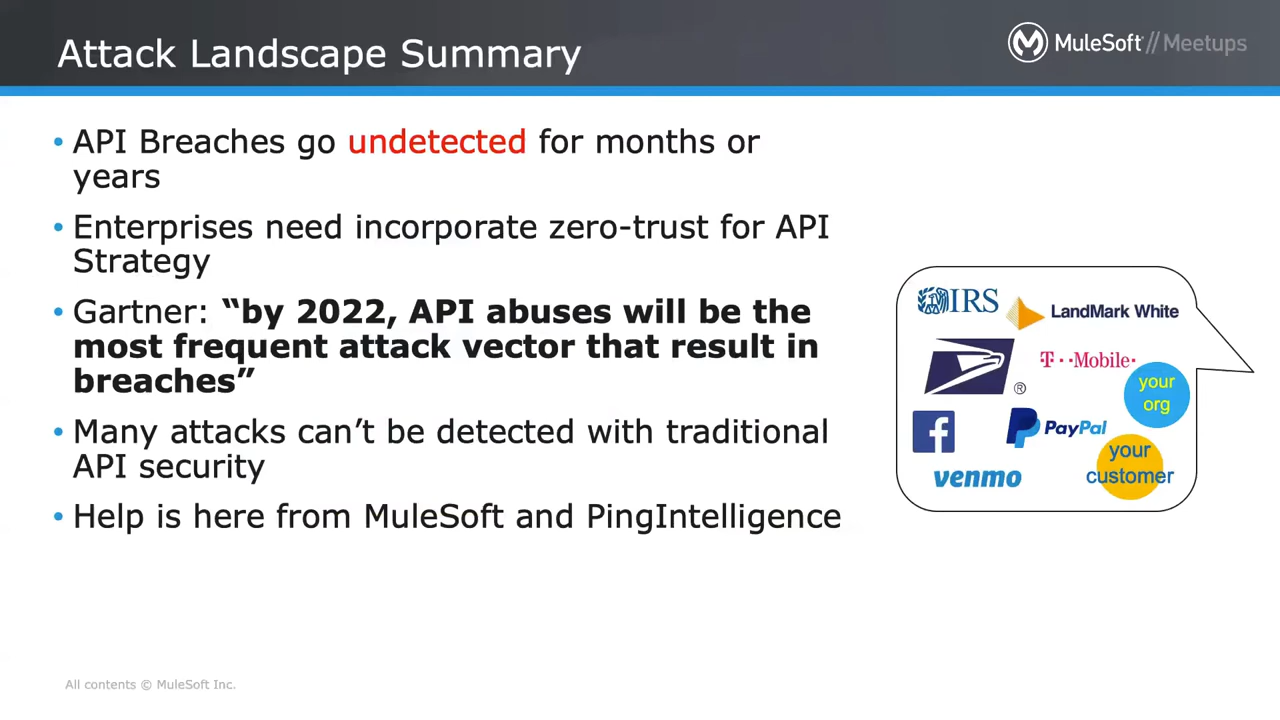 Attack Landscape Summary
MuleSoft // Meetups
• API Breaches go undetected for months or
years
• Enterprises need incorporate zero-trust for API
Strategy
• Gartner: “by 2022, API abuses will be the
most frequent attack vector that result in
breaches”
• Many attacks can’t be detected with traditional
API security
• Help is here from MuleSoft and PingIntelligence
IRS
LandMark White
®
T··Mobile·
your
org
f
PayPal
your
customer
venmo
All contents © MuleSoft Inc.